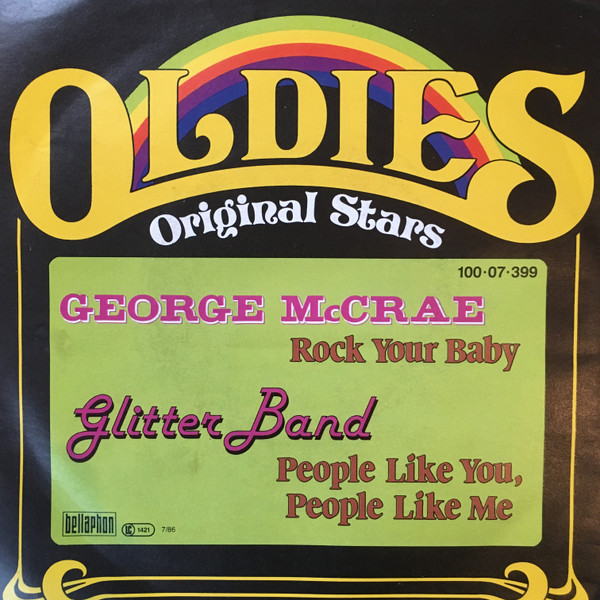 OLDIES
Original Stars
100·07·399
GEORGE McCRAE
Rock Your Baby
Glitter Band
People Like You,
People Like Me
bellaphon LC 1421 7/86